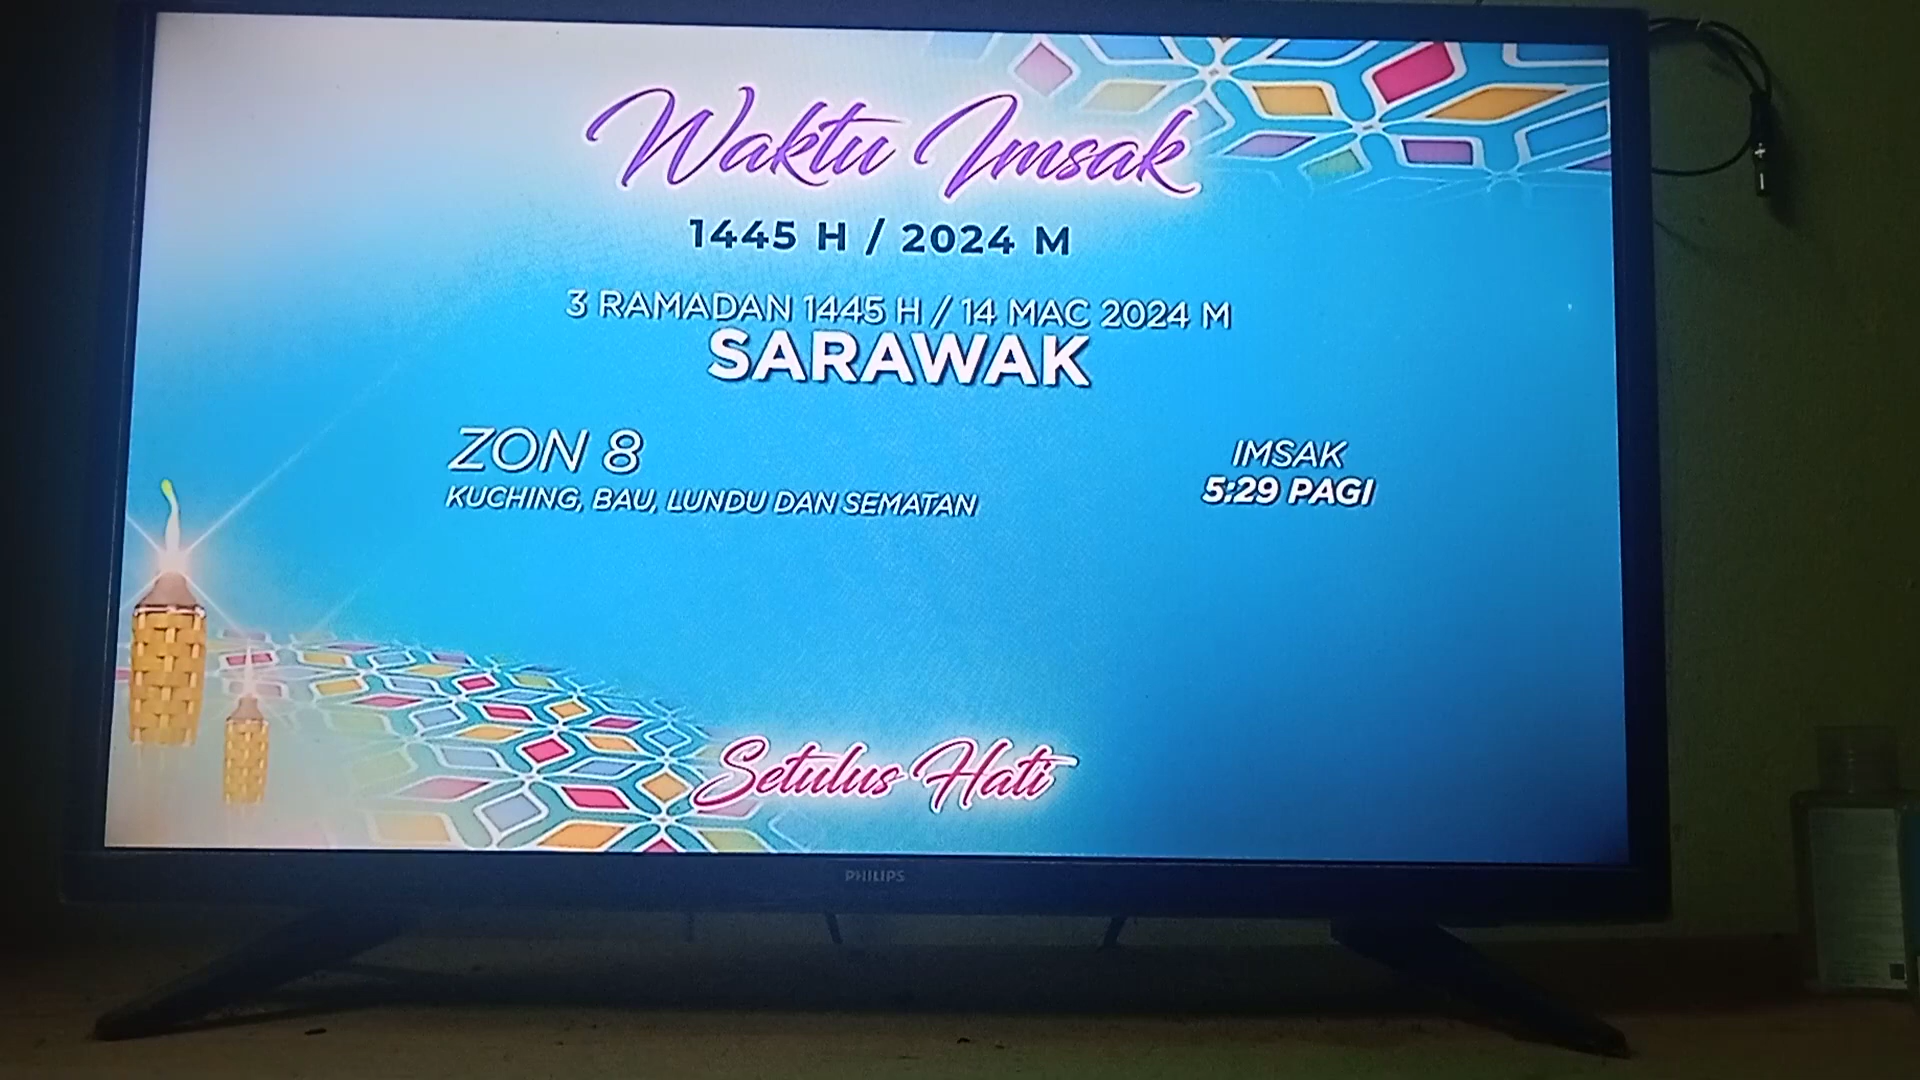 Waktu Imsak
1445 H / 2024 M
3 RAMADAN 1445 H / 14 MAC 2024 M
SARAWAK
ZON 8
KUCHING, BAU, LUNDU DAN SEMATAN
IMSAK
5:29 PAGI
Setulus Hati
PHILIPS